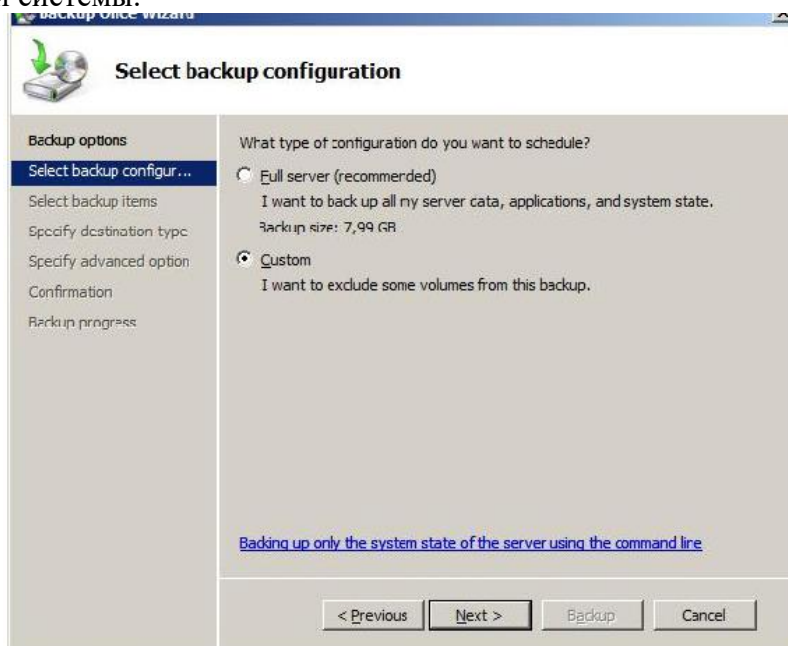 и системы.
Backup Once Wizard
Select backup configuration
Backup options
Select backup configur...
Select backup items
Specify destination type
Specify advanced option
Confirmation
Backup progress
What type of configuration do you want to schedule?
Full server (recommended)
I want to back up all my server data, applications, and system state.
Backup size: 7,99 GB
Custom
I want to exclude some volumes from this backup.
Backing up only the system state of the server using the command line
< Previous
Next >
Backup
Cancel